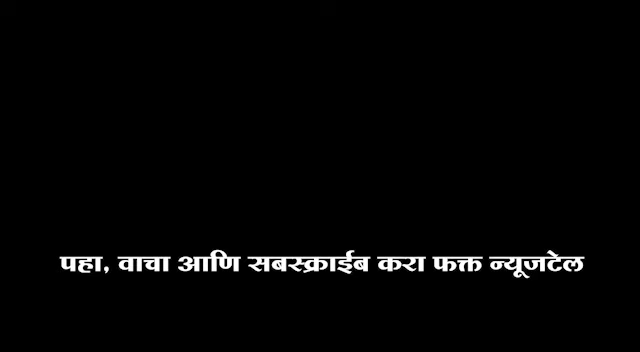 पहा, वाचा आणि सबस्क्राईब करा फक्त न्यूजटेल